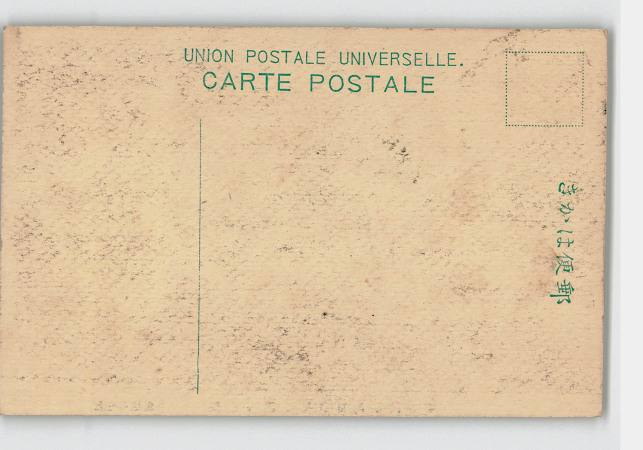 UNION POSTALE UNIVERSELLE.
CARTE POSTALE
郵便はかき